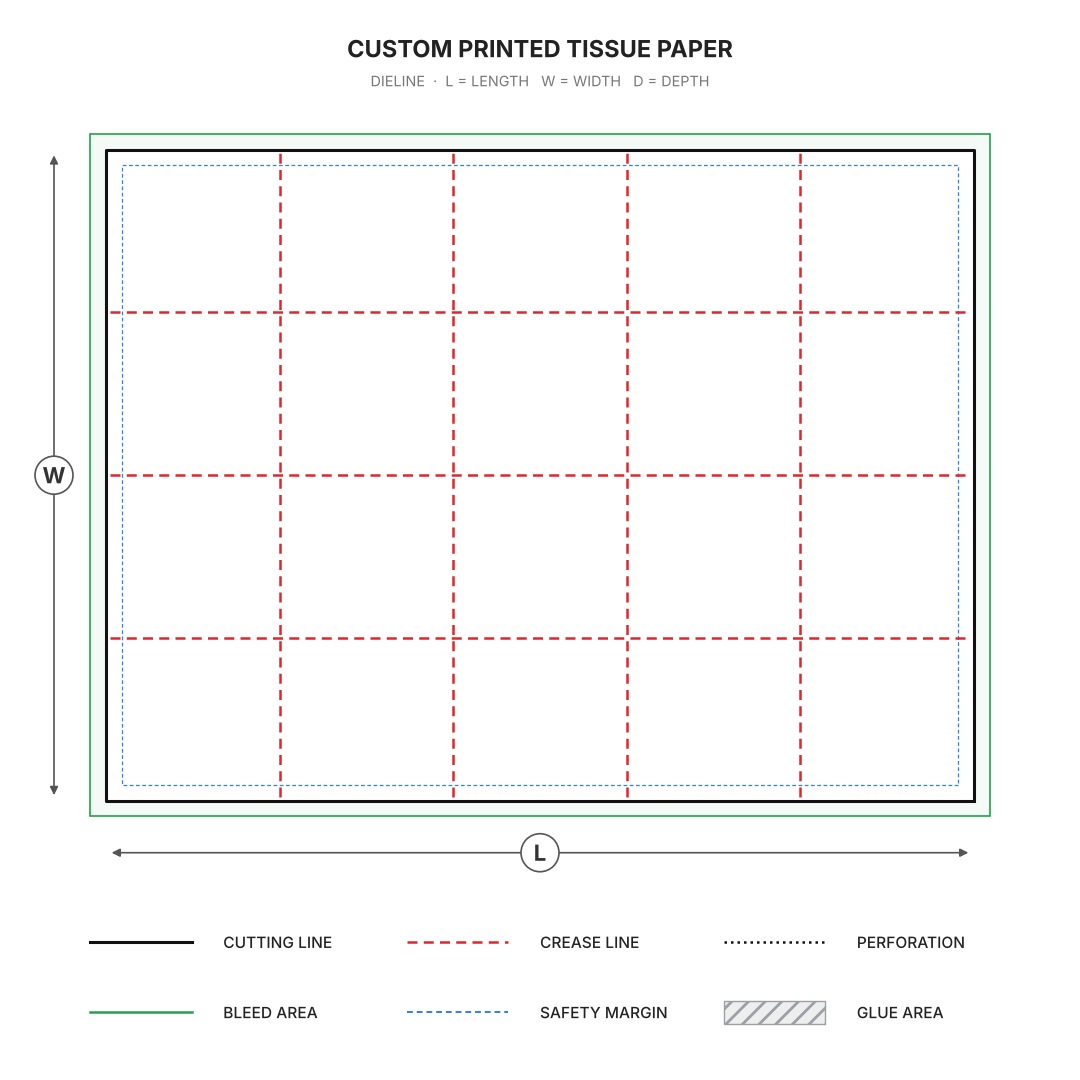 CUSTOM PRINTED TISSUE PAPER
DIELINE · L = LENGTH W = WIDTH D = DEPTH
W
L
CUTTING LINE
CREASE LINE
PERFORATION
BLEED AREA
SAFETY MARGIN
GLUE AREA